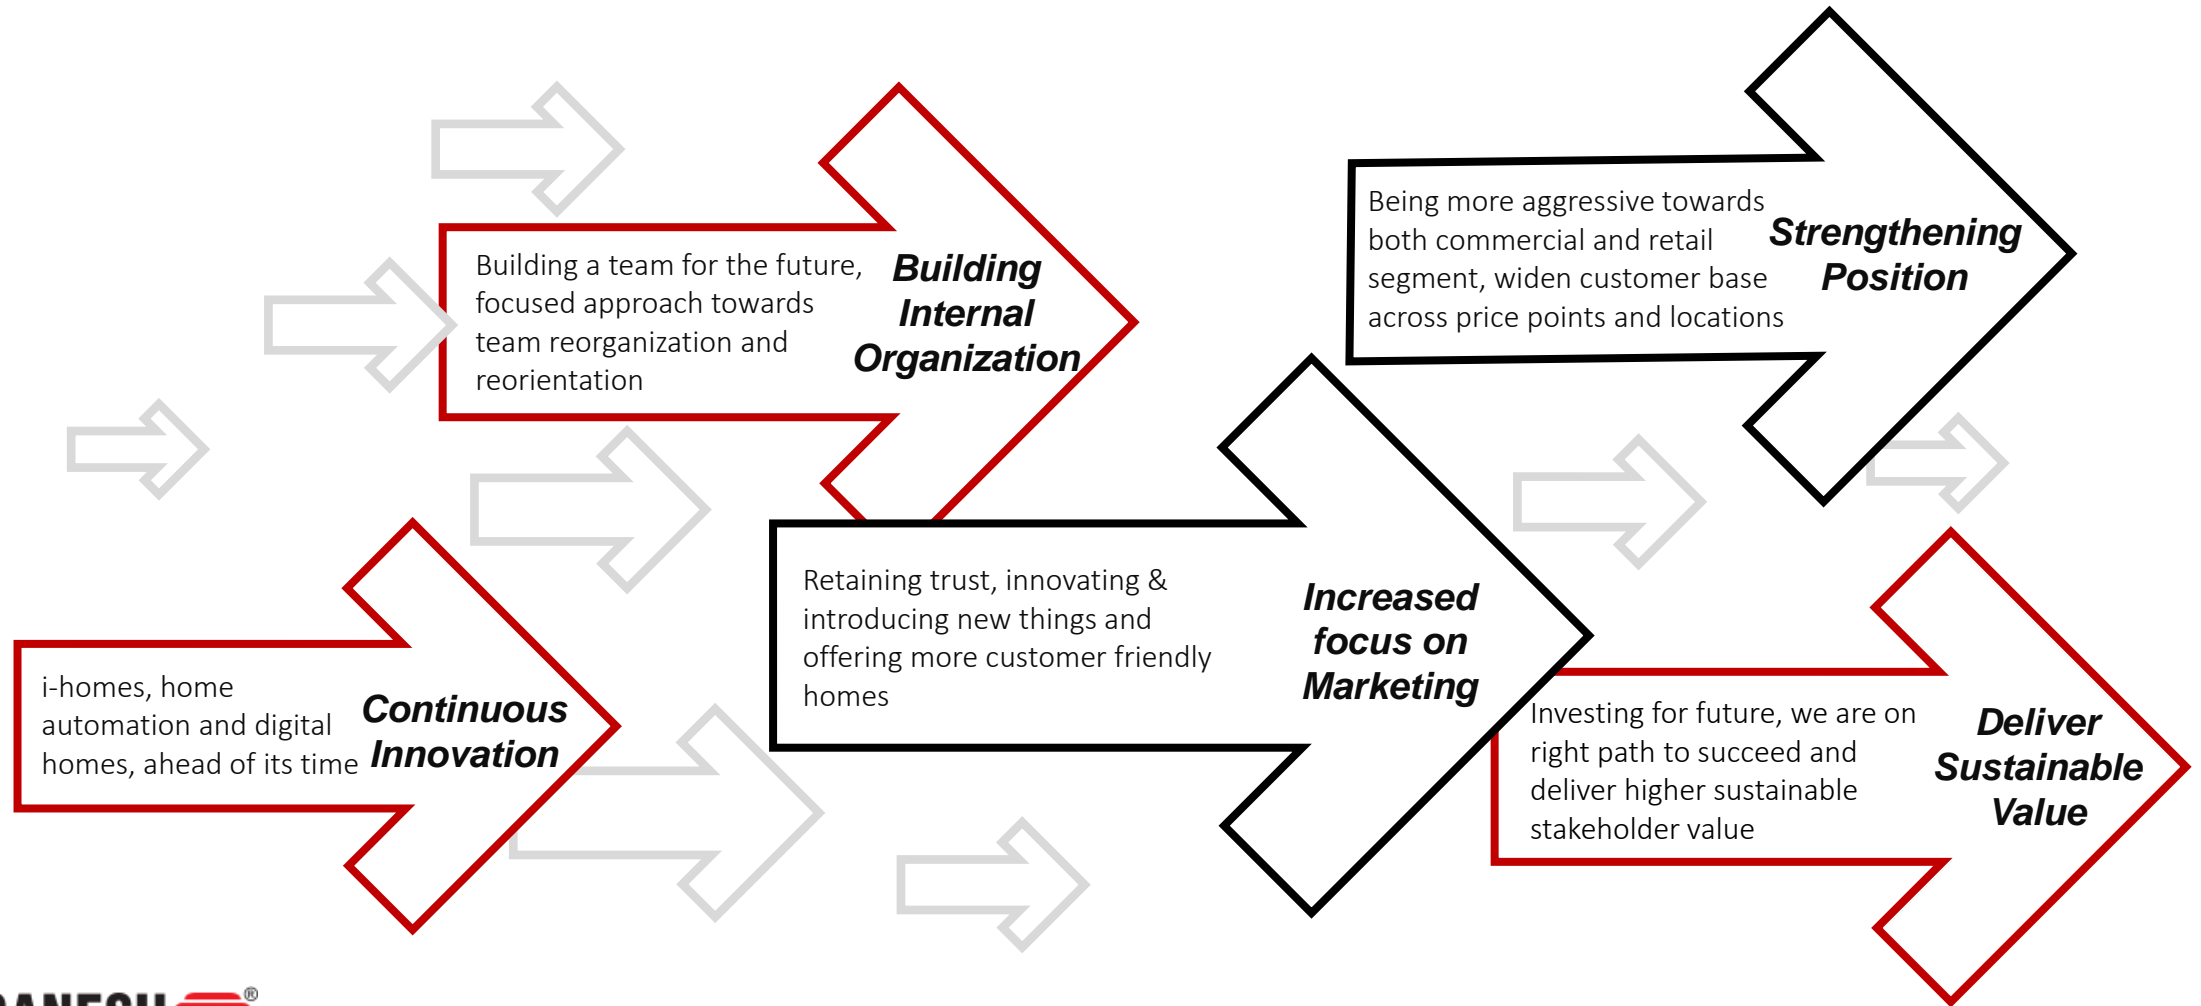 Building a team for the future,
focused approach towards
team reorganization and
reorientation
Building
Internal
Organization
Being more aggressive towards
both commercial and retail
segment, widen customer base
across price points and locations
Strengthening
Position
i-homes, home
automation and digital
homes, ahead of its time
Continuous
Innovation
Retaining trust, innovating &
introducing new things and
offering more customer friendly
homes
Increased
focus on
Marketing
Investing for future, we are on
right path to succeed and
deliver higher sustainable
stakeholder value
Deliver
Sustainable
Value
®